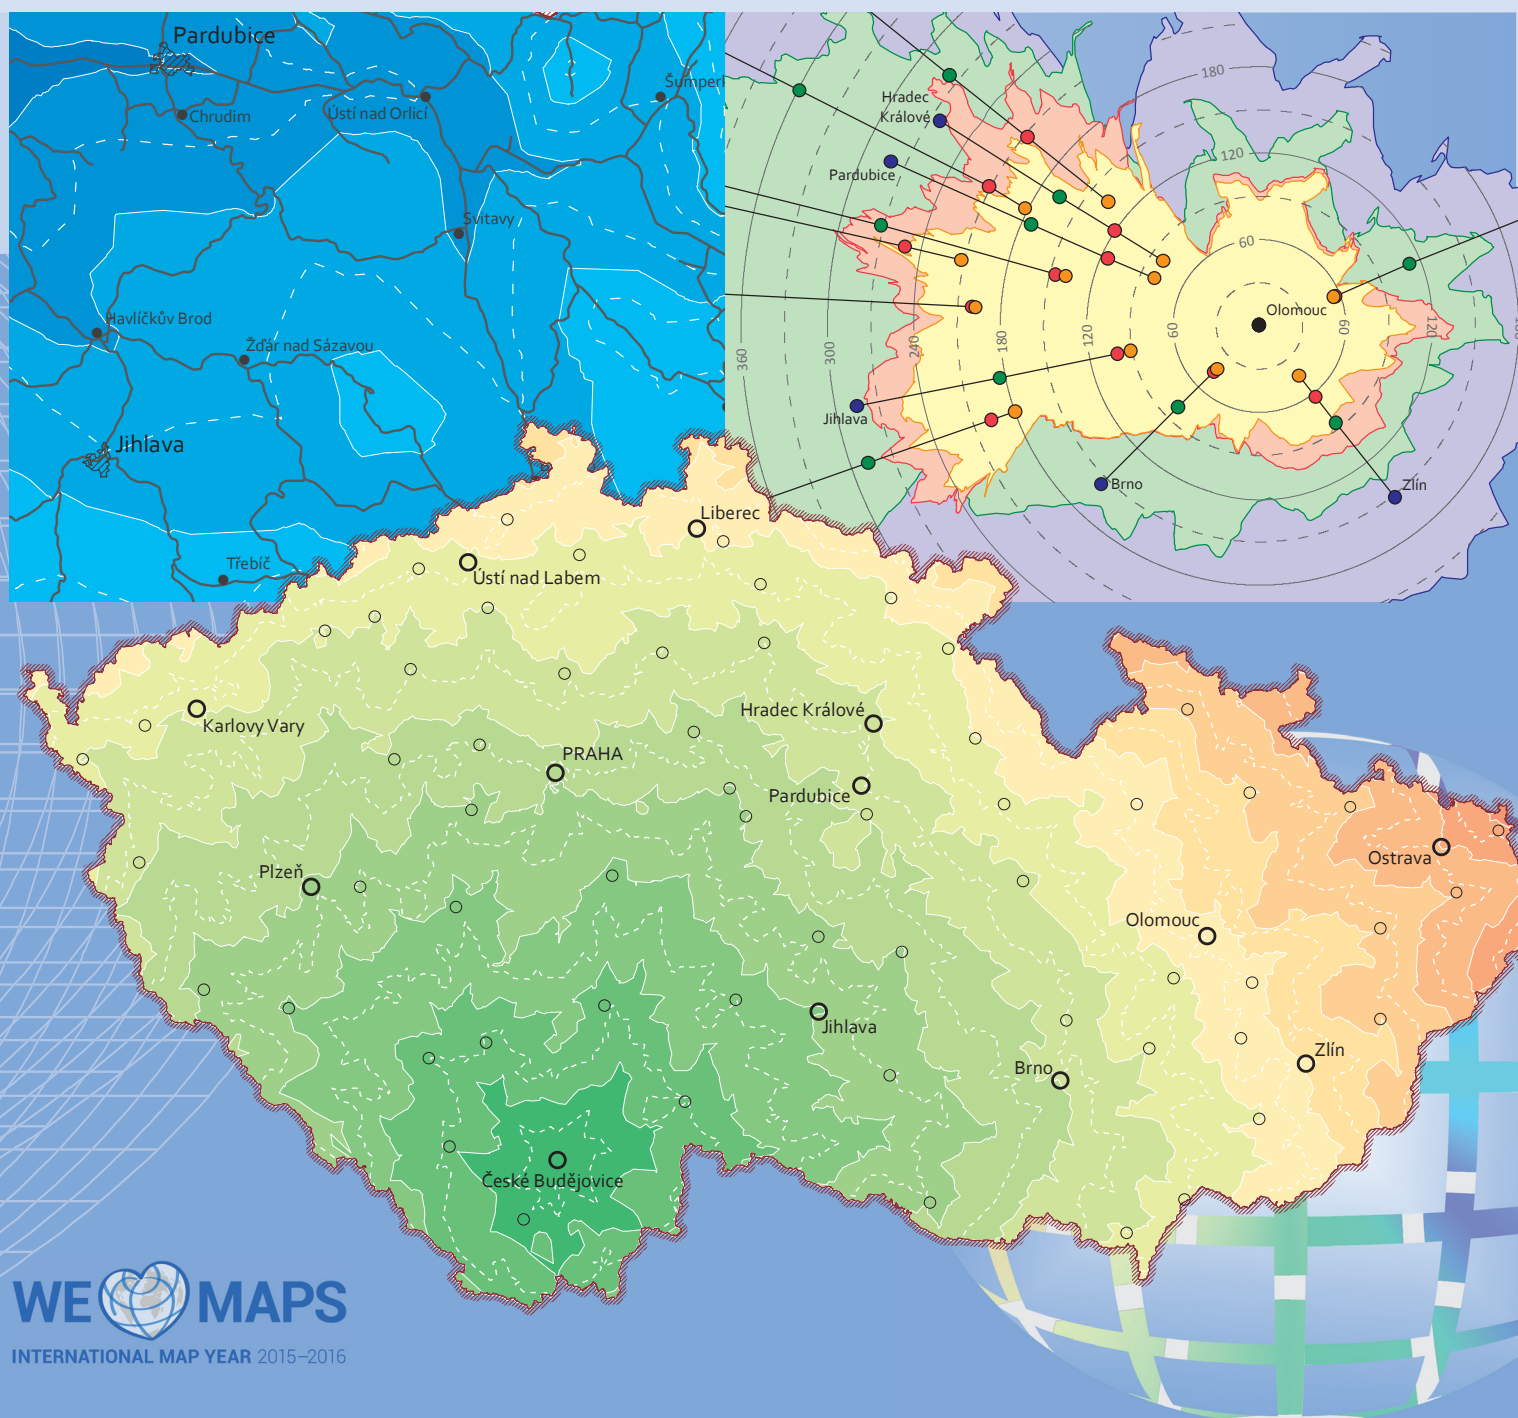 Pardubice
Chrudim
Ústí nad Orlicí
Šumperk
Svitavy
Havlíčkův Brod
Žďár nad Sázavou
Jihlava
Třebíč
180
120
60
Hradec
Králové
Pardubice
Olomouc
360
300
240
180
120
60
60
120
Jihlava
Brno
Zlín
Liberec
Ústí nad Labem
Karlovy Vary
Hradec Králové
PRAHA
Pardubice
Plzeň
Ostrava
Olomouc
Jihlava
Zlín
Brno
České Budějovice
WE MAPS
INTERNATIONAL MAP YEAR 2015–2016